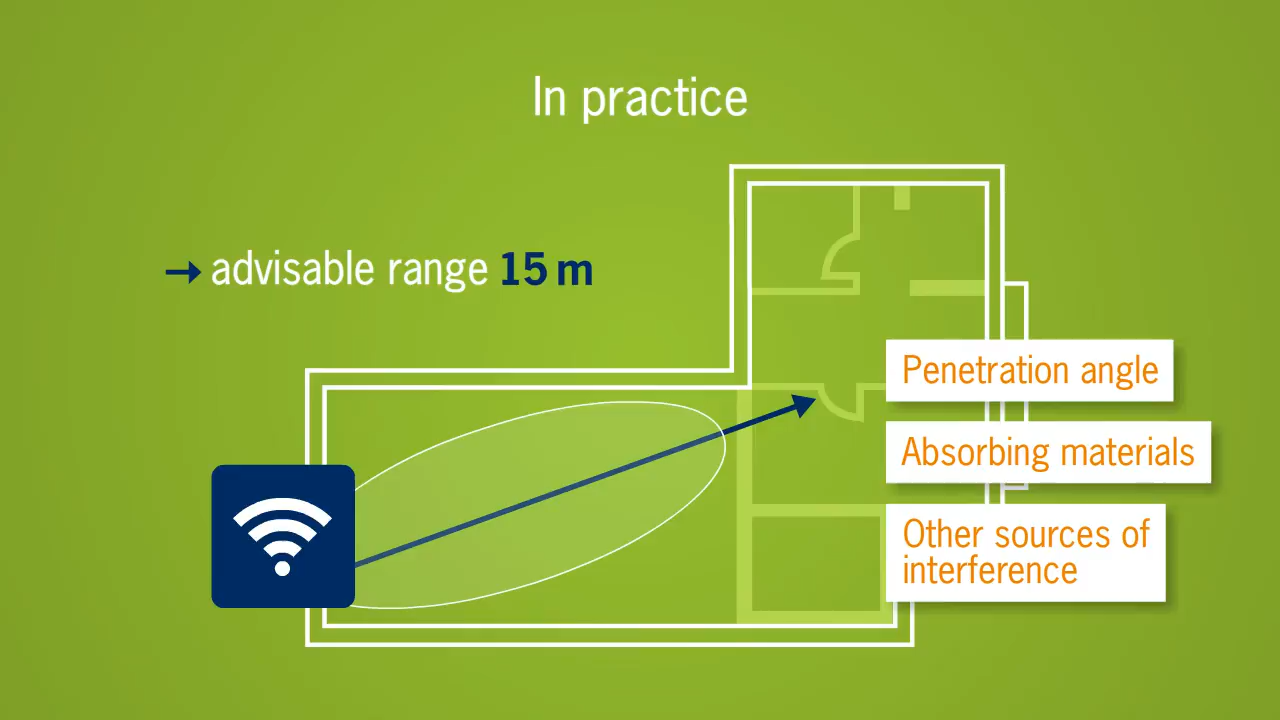 In practice
→ advisable range 15 m
Penetration angle
Absorbing materials
Other sources of
interference